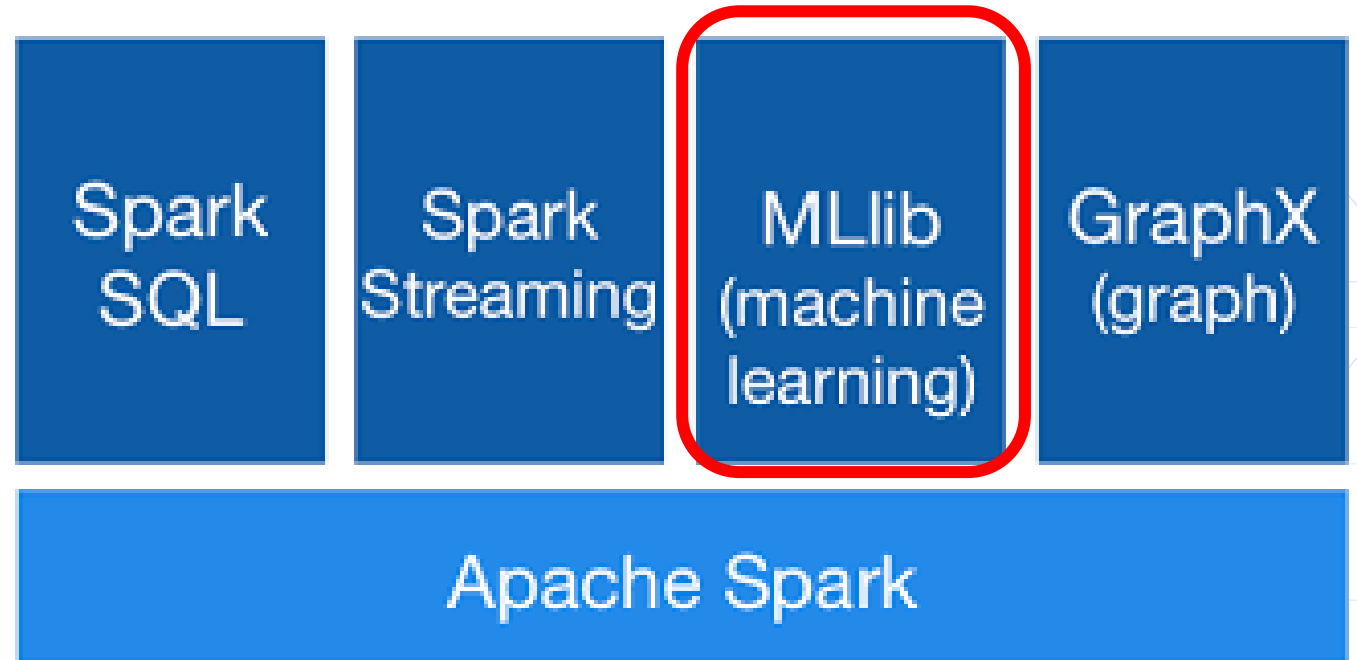 Spark
SQL
Spark
Streaming
MLlib
(machine
learning)
GraphX
(graph)
Apache Spark